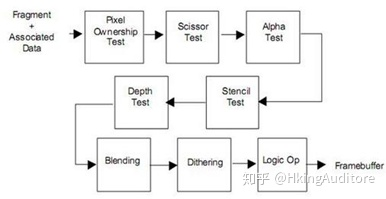 Fragment
+
Associated
Data
Pixel
Ownership
Test
Scissor
Test
Alpha
Test
Depth
Test
Stencil
Test
Blending
Dithering
Logic Op
Framebuffer
知乎 @HkingAuditore